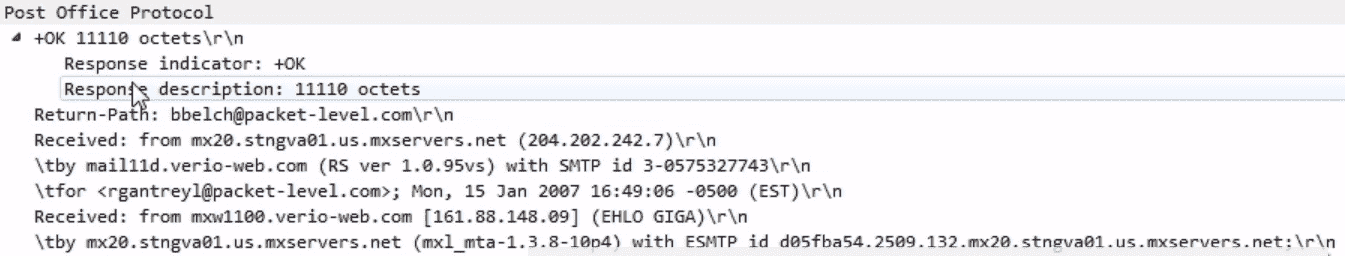 Post Office Protocol
+OK 11110 octets\r\n
Response indicator: +OK
Response description: 11110 octets
Return-Path: bbelch@packet-level.com\r\n
Received: from mx20.stngva01.us.mxservers.net (204.202.242.7)\r\n
\tby mail11d.verio-web.com (RS ver 1.0.95vs) with SMTP id 3-0575327743\r\n
\tfor <rgantreyl@packet-level.com>; Mon, 15 Jan 2007 16:49:06 -0500 (EST)\r\n
Received: from mxw1100.verio-web.com [161.88.148.09] (EHLO GIGA)\r\n
\tby mx20.stngva01.us.mxservers.net (mxl_mta-1.3.8-10p4) with ESMTP id d05fba54.2509.132.mx20.stngva01.us.mxservers.net;\r\n